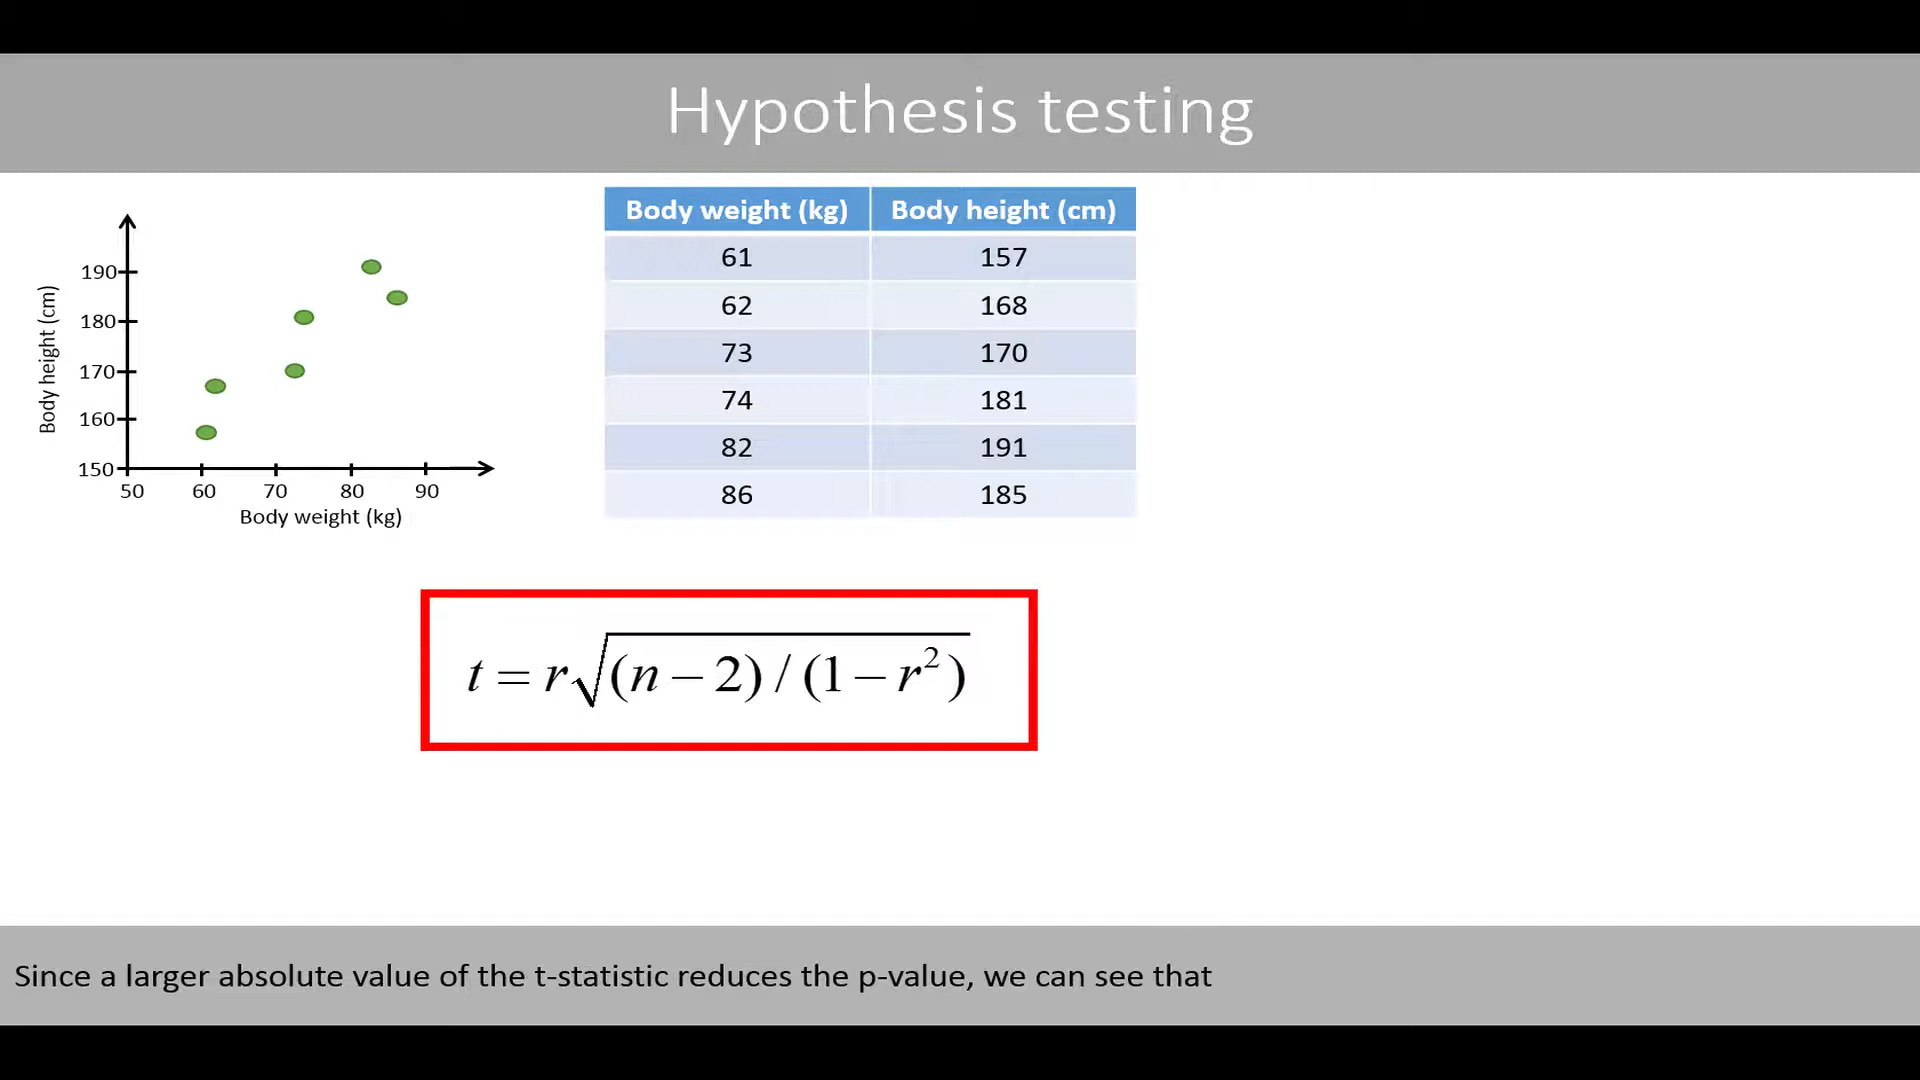 Hypothesis testing
Body weight (kg) Body height (cm)
61 157
62 168
73 170
74 181
82 191
86 185
190
180
170
160
150
Body height (cm)
50 60 70 80 90
Body weight (kg)
t = r√(n − 2) / (1 − r²)
Since a larger absolute value of the t-statistic reduces the p-value, we can see that